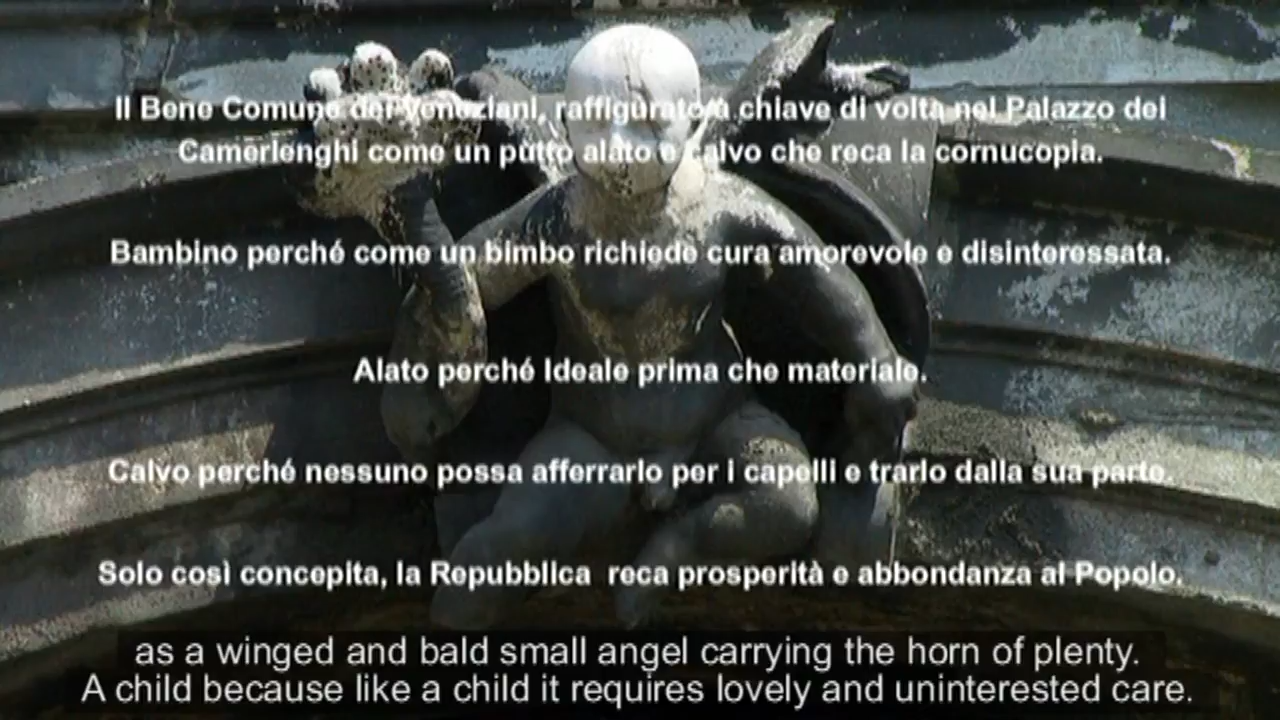 Il Bene Comune dei Veneziani, raffigurato a chiave di volta nel Palazzo dei
Camerlenghi come un putto alato e calvo che reca la cornucopia.
Bambino perché come un bimbo richiede cura amorevole e disinteressata.
Alato perché Ideale prima che materiale.
Calvo perché nessuno possa afferrarlo per i capelli e trarlo dalla sua parte.
Solo così concepita, la Repubblica reca prosperità e abbondanza al Popolo.
as a winged and bald small angel carrying the horn of plenty.
A child because like a child it requires lovely and uninterested care.